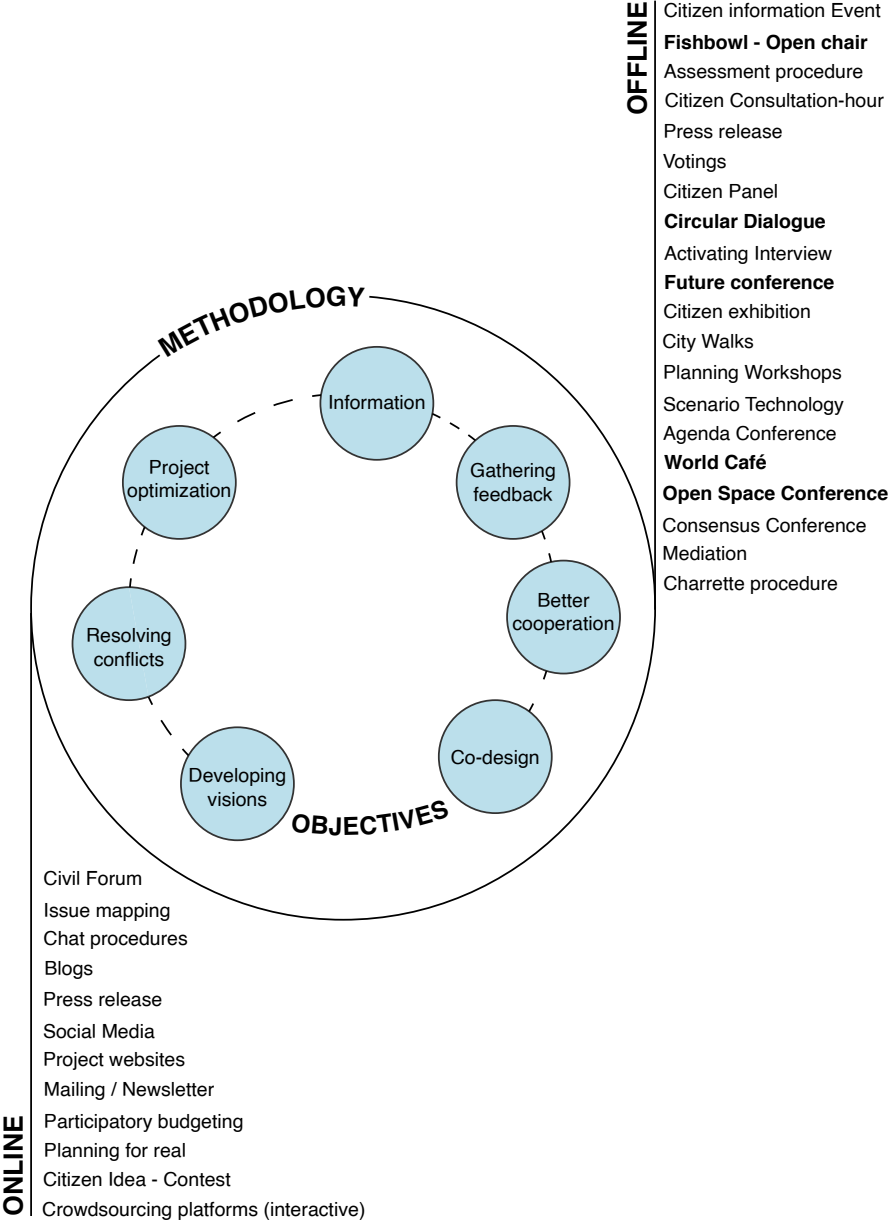 OFFLINE
Citizen information Event
Fishbowl - Open chair
Assessment procedure
Citizen Consultation-hour
Press release
Votings
Citizen Panel
Circular Dialogue
Activating Interview
Future conference
Citizen exhibition
City Walks
Planning Workshops
Scenario Technology
Agenda Conference
World Café
Open Space Conference
Consensus Conference
Mediation
Charrette procedure
METHODOLOGY
Information
Gathering
feedback
Better
cooperation
Co-design
Developing
visions
Resolving
conflicts
Project
optimization
OBJECTIVES
ONLINE
Civil Forum
Issue mapping
Chat procedures
Blogs
Press release
Social Media
Project websites
Mailing / Newsletter
Participatory budgeting
Planning for real
Citizen Idea - Contest
Crowdsourcing platforms (interactive)